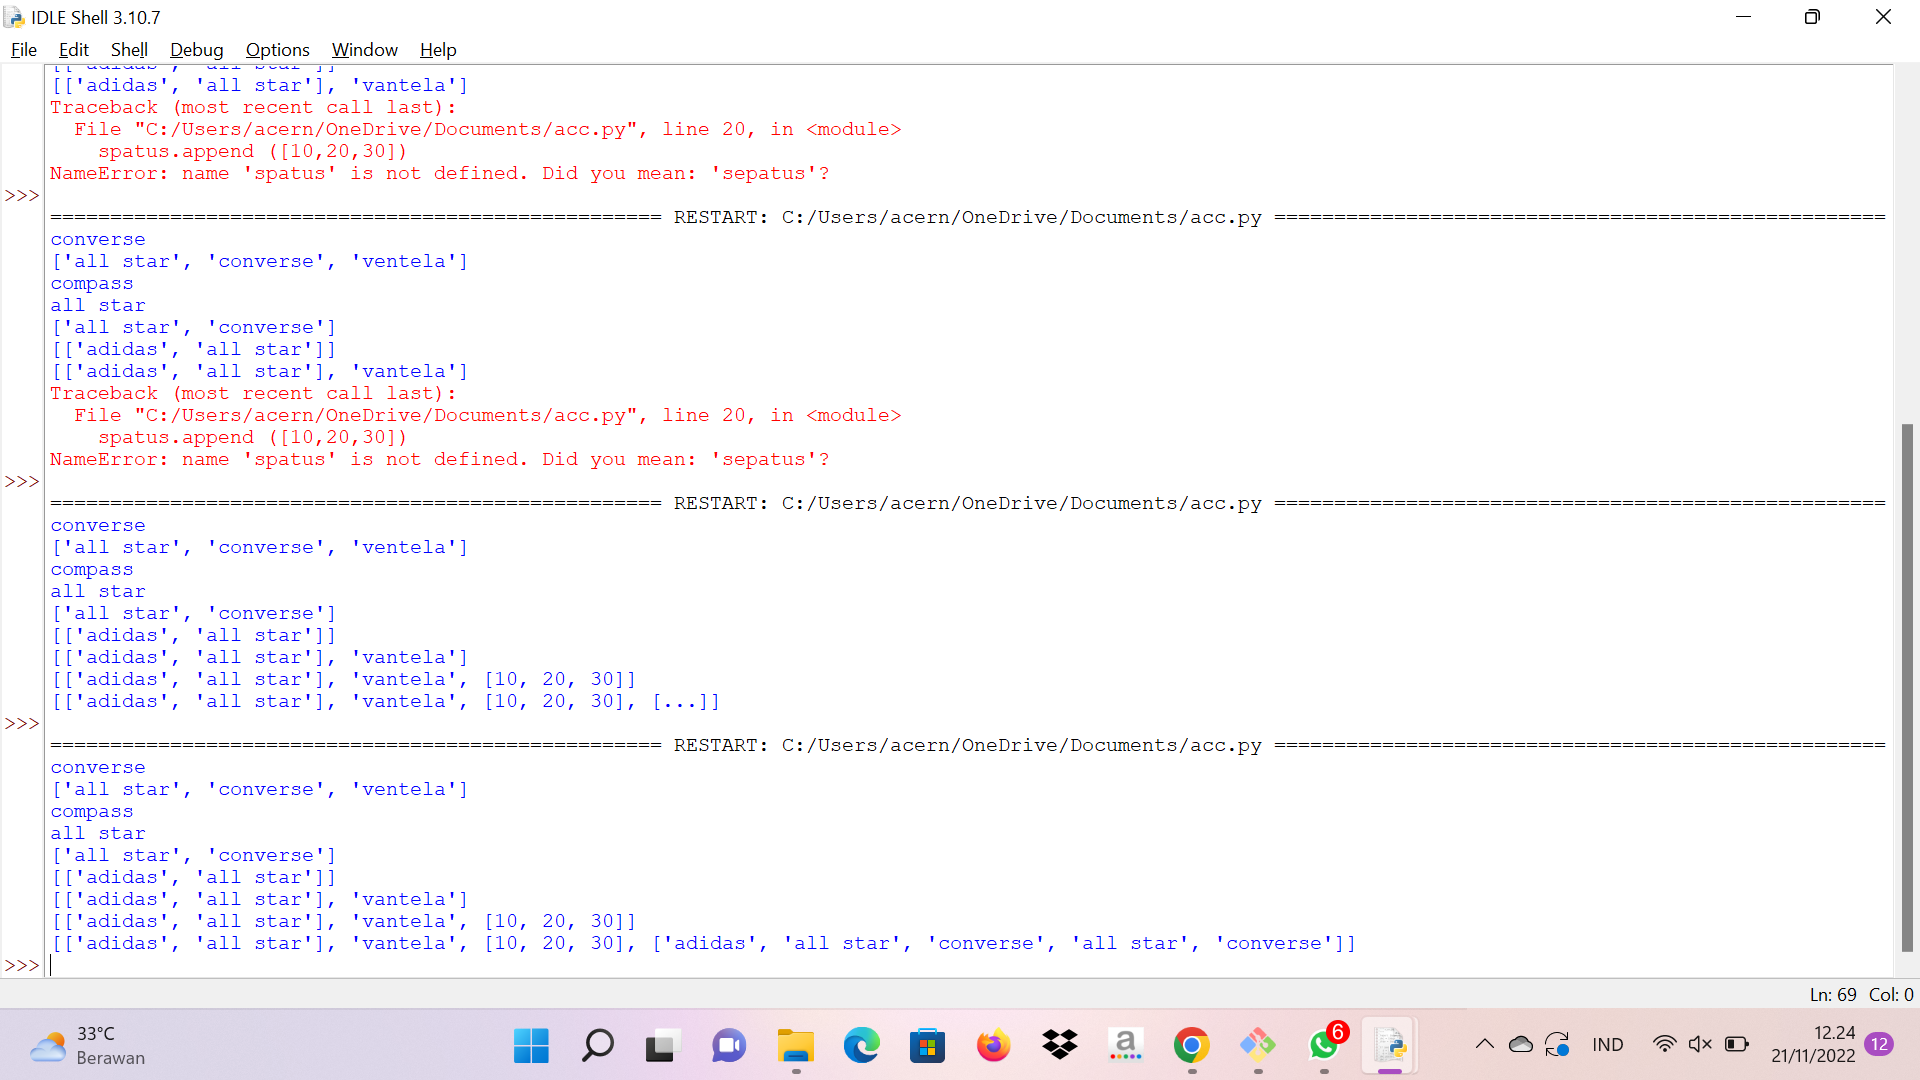 IDLE Shell 3.10.7
File Edit Shell Debug Options Window Help
[['adidas', 'all star']]
[['adidas', 'all star'], 'vantela']
Traceback (most recent call last):
  File "C:/Users/acern/OneDrive/Documents/acc.py", line 20, in <module>
    spatus.append ([10,20,30])
NameError: name 'spatus' is not defined. Did you mean: 'sepatus'?
>>>
=================================================== RESTART: C:/Users/acern/OneDrive/Documents/acc.py ===================================================
converse
['all star', 'converse', 'ventela']
compass
all star
['all star', 'converse']
[['adidas', 'all star']]
[['adidas', 'all star'], 'vantela']
Traceback (most recent call last):
  File "C:/Users/acern/OneDrive/Documents/acc.py", line 20, in <module>
    spatus.append ([10,20,30])
NameError: name 'spatus' is not defined. Did you mean: 'sepatus'?
>>>
=================================================== RESTART: C:/Users/acern/OneDrive/Documents/acc.py ===================================================
converse
['all star', 'converse', 'ventela']
compass
all star
['all star', 'converse']
[['adidas', 'all star']]
[['adidas', 'all star'], 'vantela']
[['adidas', 'all star'], 'vantela', [10, 20, 30]]
[['adidas', 'all star'], 'vantela', [10, 20, 30], [...]]
>>>
=================================================== RESTART: C:/Users/acern/OneDrive/Documents/acc.py ===================================================
converse
['all star', 'converse', 'ventela']
compass
all star
['all star', 'converse']
[['adidas', 'all star']]
[['adidas', 'all star'], 'vantela']
[['adidas', 'all star'], 'vantela', [10, 20, 30]]
[['adidas', 'all star'], 'vantela', [10, 20, 30], ['adidas', 'all star', 'converse', 'all star', 'converse']]
>>>
Ln: 69 Col: 0
33°C
Berawan
a
6
IND
12.24
21/11/2022
12